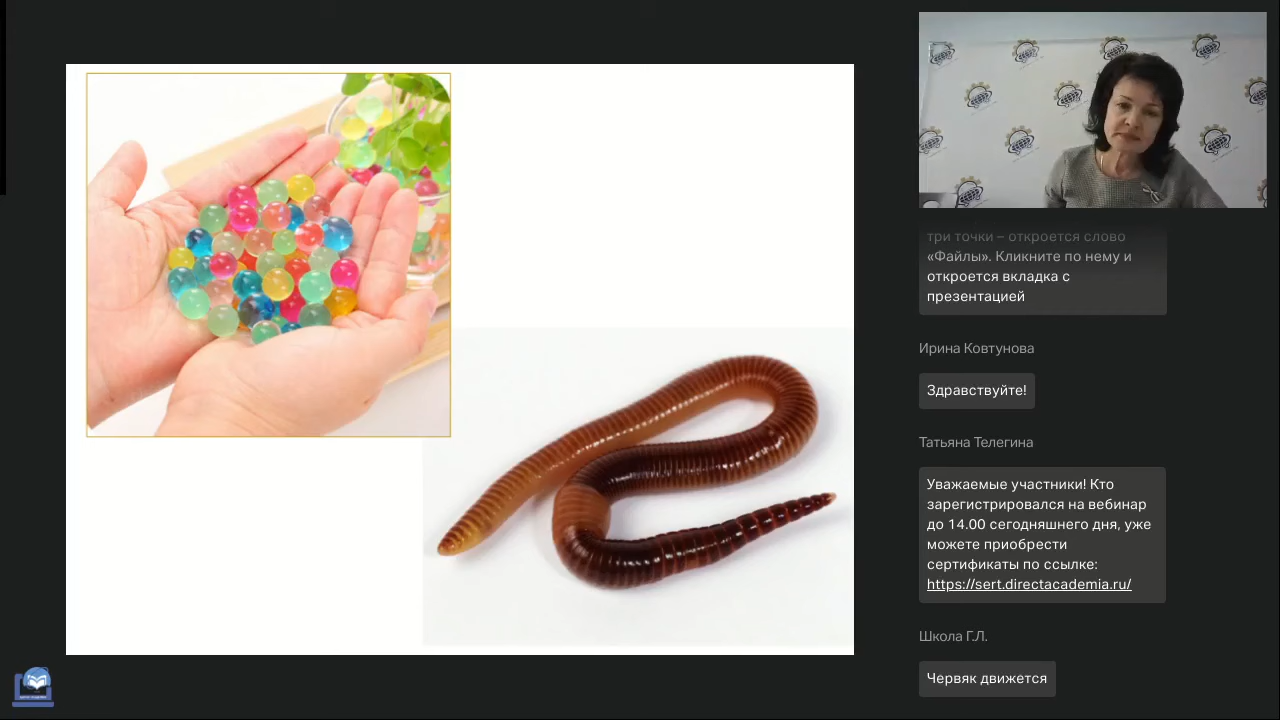 три точки – откроется слово
«Файлы». Кликните по нему и
откроется вкладка с
презентацией
Ирина Ковтунова
Здравствуйте!
Татьяна Телегина
Уважаемые участники! Кто
зарегистрировался на вебинар
до 14.00 сегодняшнего дня, уже
можете приобрести
сертификаты по ссылке:
https://sert.directacademia.ru/
Школа Г.Л.
Червяк движется